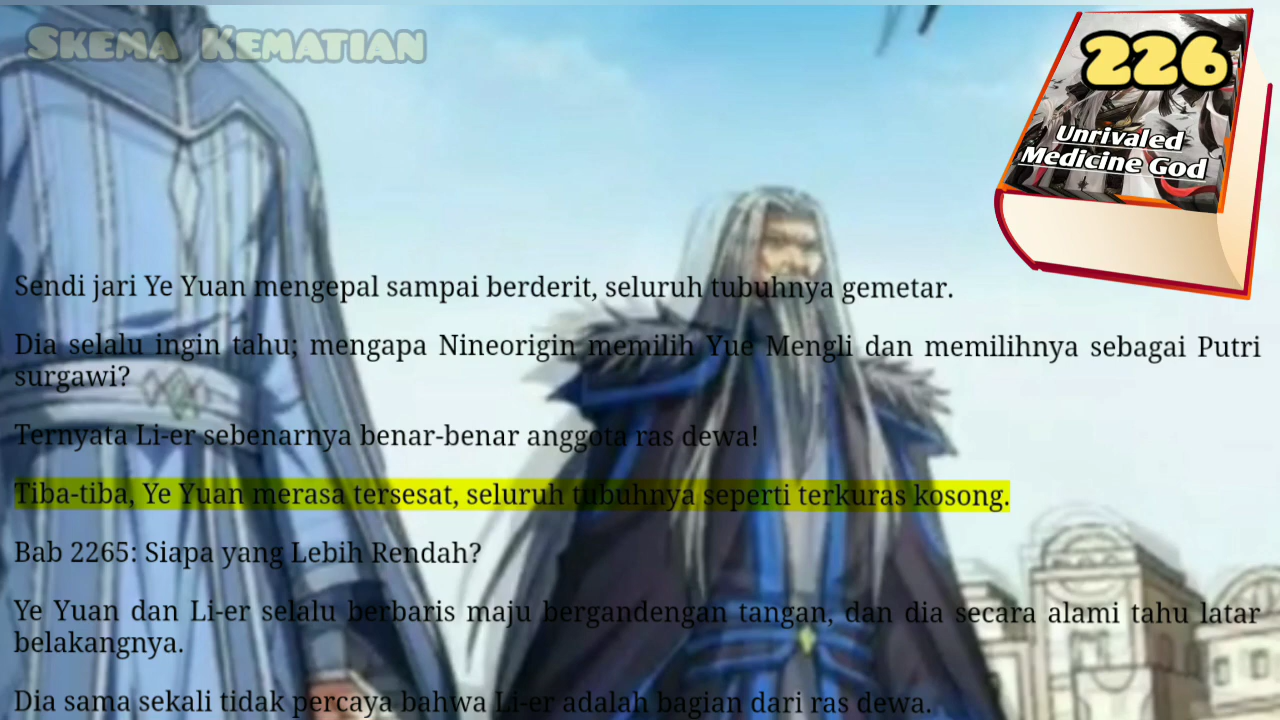 Skema Kematian
226
Unrivaled
Medicine God
Sendi jari Ye Yuan mengepal sampai berderit, seluruh tubuhnya gemetar.
Dia selalu ingin tahu; mengapa Nineorigin memilih Yue Mengli dan memilihnya sebagai Putri
surgawi?
Ternyata Li-er sebenarnya benar-benar anggota ras dewa!
Tiba-tiba, Ye Yuan merasa tersesat, seluruh tubuhnya seperti terkuras kosong.
Bab 2265: Siapa yang Lebih Rendah?
Ye Yuan dan Li-er selalu berbaris maju bergandengan tangan, dan dia secara alami tahu latar
belakangnya.
Dia sama sekali tidak percaya bahwa Li-er adalah bagian dari ras dewa.